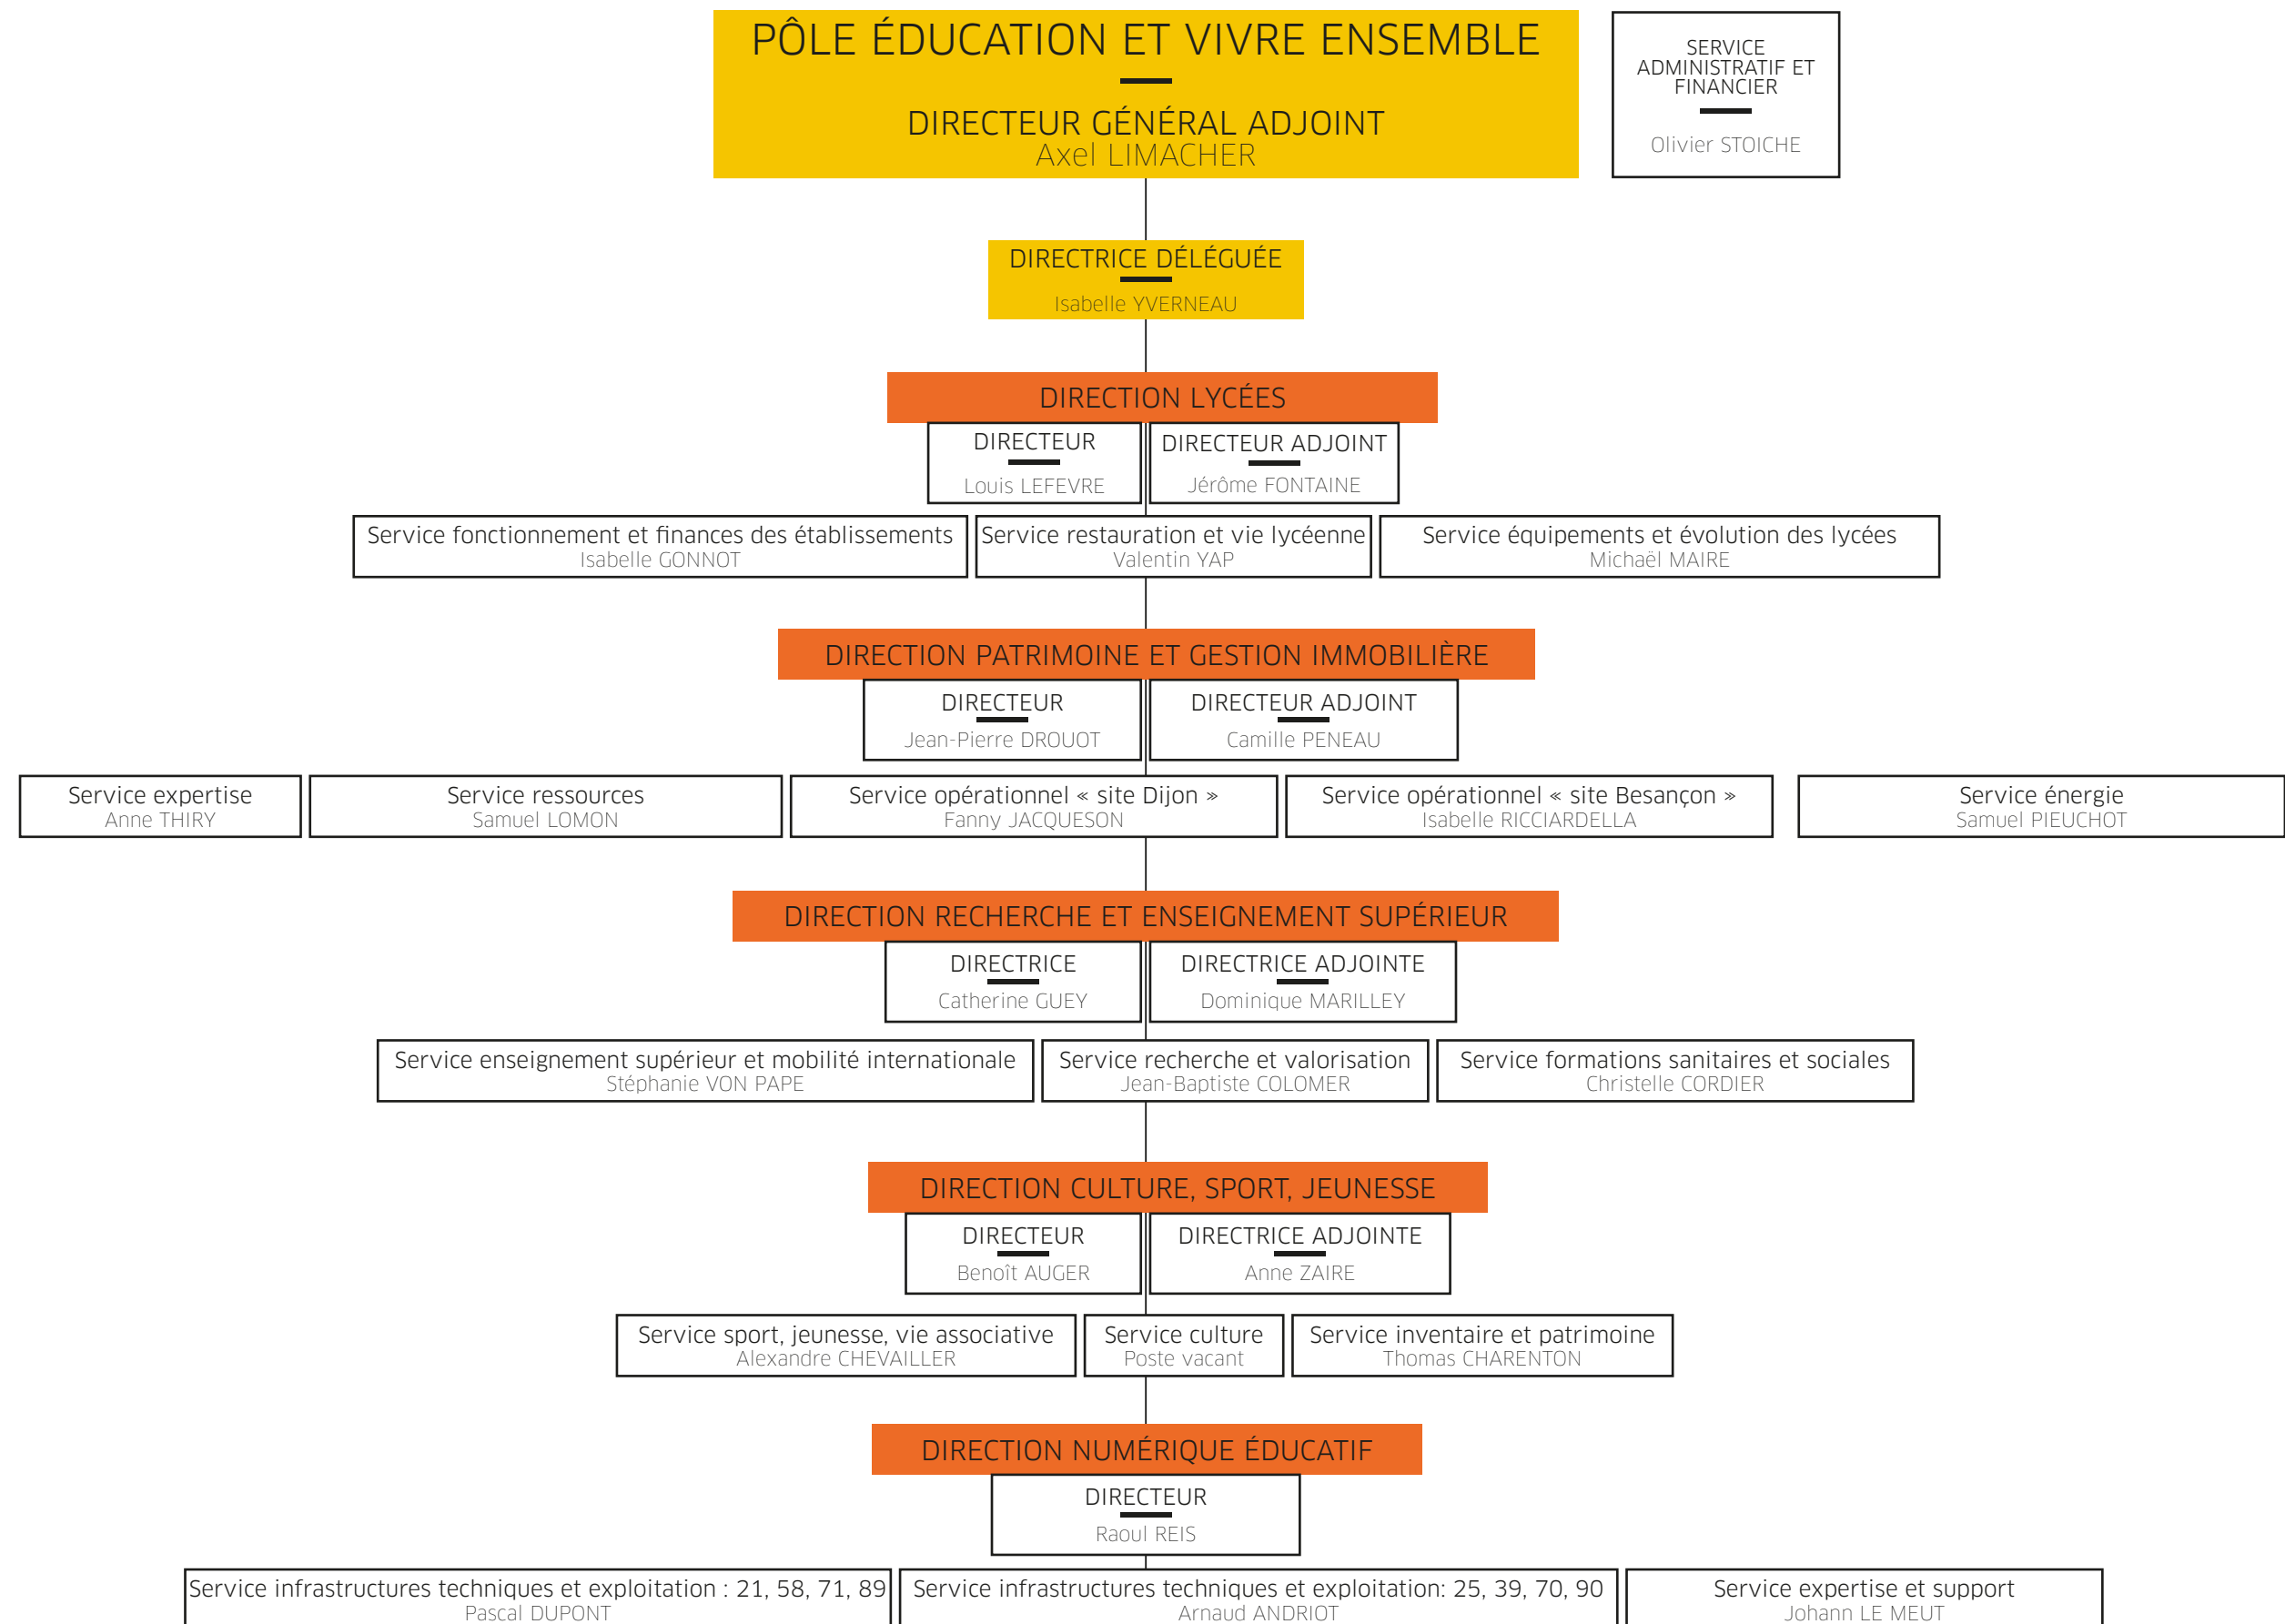 PÔLE ÉDUCATION ET VIVRE ENSEMBLE
DIRECTEUR GÉNÉRAL ADJOINT
Axel LIMACHER
SERVICE
ADMINISTRATIF ET
FINANCIER
Olivier STOICHE
DIRECTRICE DÉLÉGUÉE
Isabelle YVERNEAU
DIRECTION LYCÉES
DIRECTEUR
Louis LEFEVRE
DIRECTEUR ADJOINT
Jérôme FONTAINE
Service fonctionnement et finances des établissements
Isabelle GONNOT
Service restauration et vie lycéenne
Valentin YAP
Service équipements et évolution des lycées
Michaël MAIRE
DIRECTION PATRIMOINE ET GESTION IMMOBILIÈRE
DIRECTEUR
Jean-Pierre DROUOT
DIRECTEUR ADJOINT
Camille PENEAU
Service expertise
Anne THIRY
Service ressources
Samuel LOMON
Service opérationnel « site Dijon »
Fanny JACQUESON
Service opérationnel « site Besançon »
Isabelle RICCIARDELLA
Service énergie
Samuel PIEUCHOT
DIRECTION RECHERCHE ET ENSEIGNEMENT SUPÉRIEUR
DIRECTRICE
Catherine GUEY
DIRECTRICE ADJOINTE
Dominique MARILLEY
Service enseignement supérieur et mobilité internationale
Stéphanie VON PAPE
Service recherche et valorisation
Jean-Baptiste COLOMER
Service formations sanitaires et sociales
Christelle CORDIER
DIRECTION CULTURE, SPORT, JEUNESSE
DIRECTEUR
Benoît AUGER
DIRECTRICE ADJOINTE
Anne ZAIRE
Service sport, jeunesse, vie associative
Alexandre CHEVAILLER
Service culture
Poste vacant
Service inventaire et patrimoine
Thomas CHARENTON
DIRECTION NUMÉRIQUE ÉDUCATIF
DIRECTEUR
Raoul REIS
Service infrastructures techniques et exploitation : 21, 58, 71, 89
Pascal DUPONT
Service infrastructures techniques et exploitation: 25, 39, 70, 90
Arnaud ANDRIOT
Service expertise et support
Johann LE MEUT